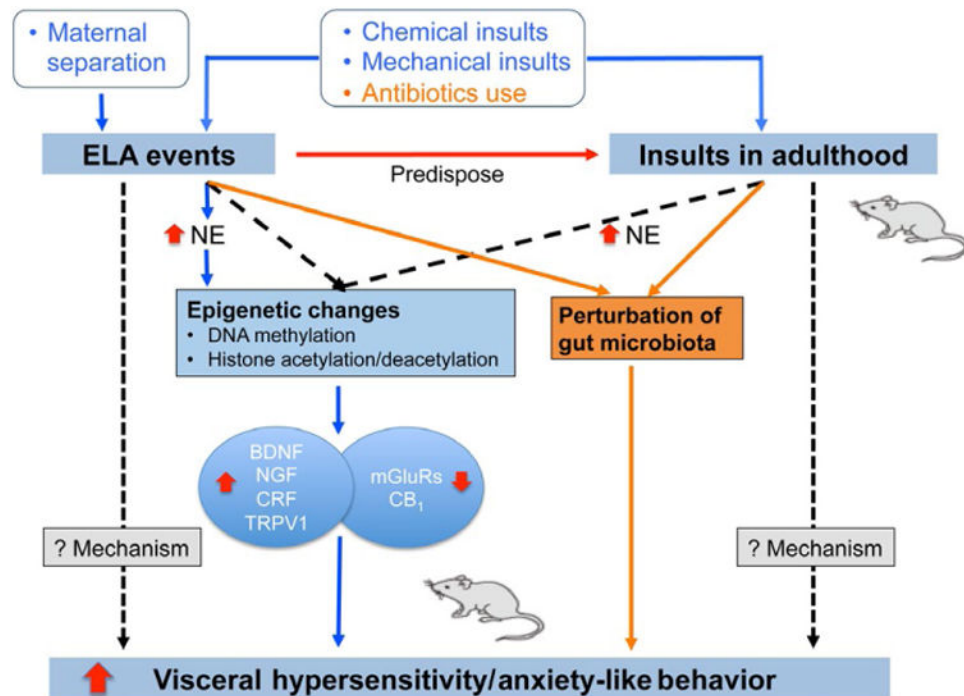 • Maternal
separation
• Chemical insults
• Mechanical insults
• Antibiotics use
ELA events
Predispose
Insults in adulthood
NE
NE
Epigenetic changes
• DNA methylation
• Histone acetylation/deacetylation
Perturbation of
gut microbiota
BDNF
NGF
CRF
TRPV1
mGluRs
CB₁
? Mechanism
? Mechanism
Visceral hypersensitivity/anxiety-like behavior